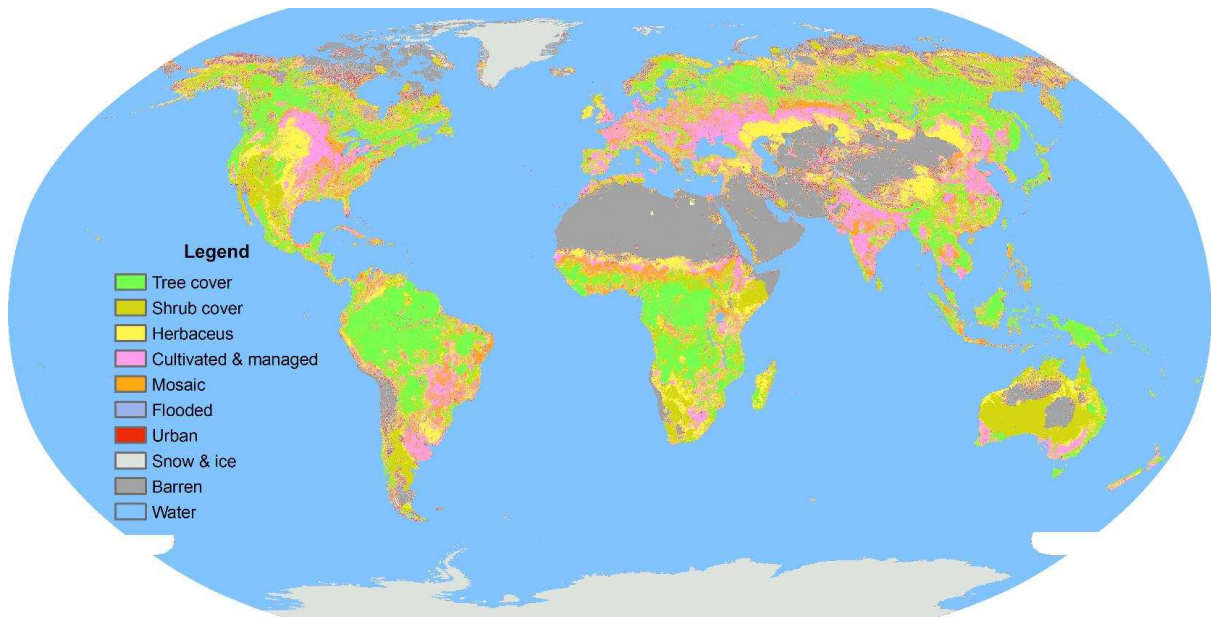 Legend
Tree cover
Shrub cover
Herbaceus
Cultivated & managed
Mosaic
Flooded
Urban
Snow & ice
Barren
Water